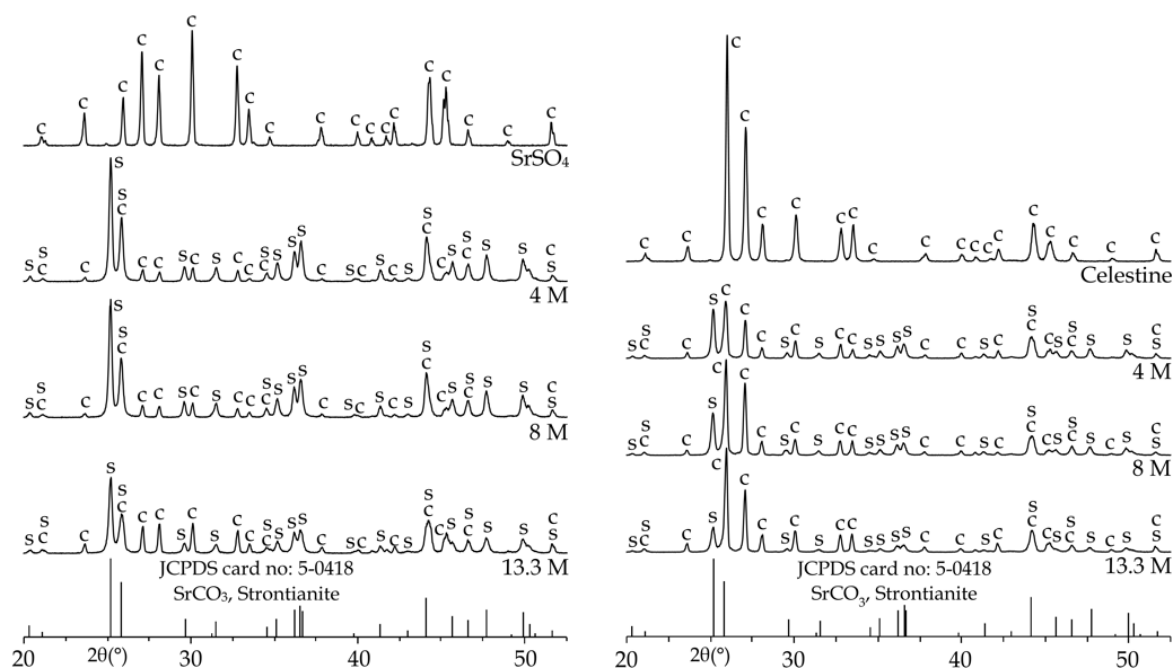 C C C C C C C C C C C C C C C C C C C
SrSO₄
S S S C S S C C S C S C C S C S S S C S C S C S C S C S C S S S C S
4 M
S S C S S C C C S C S C C S C S S S C S C S C S C S C S C S S S C S
8 M
S S C C S S C C C S C S C C S C S S S C S C S C S C S C S C S S S C S
13.3 M
JCPDS card no: 5-0418
SrCO₃, Strontianite
20 2θ(°) 30 40 50
C C C C C C C C C C C C C C C C C C C
Celestine
S S C C S C C C S C S C C S S S S C C S C S C C S S C S C S C S
4 M
S S C C S C C C S C S C C S S S S C C S C S C C S S C S C S C S
8 M
S S C C S C C C S C S C C S S S S C C S C S C C S S C S C S C S
13.3 M
JCPDS card no: 5-0418
SrCO₃, Strontianite
20 2θ(°) 30 40 50